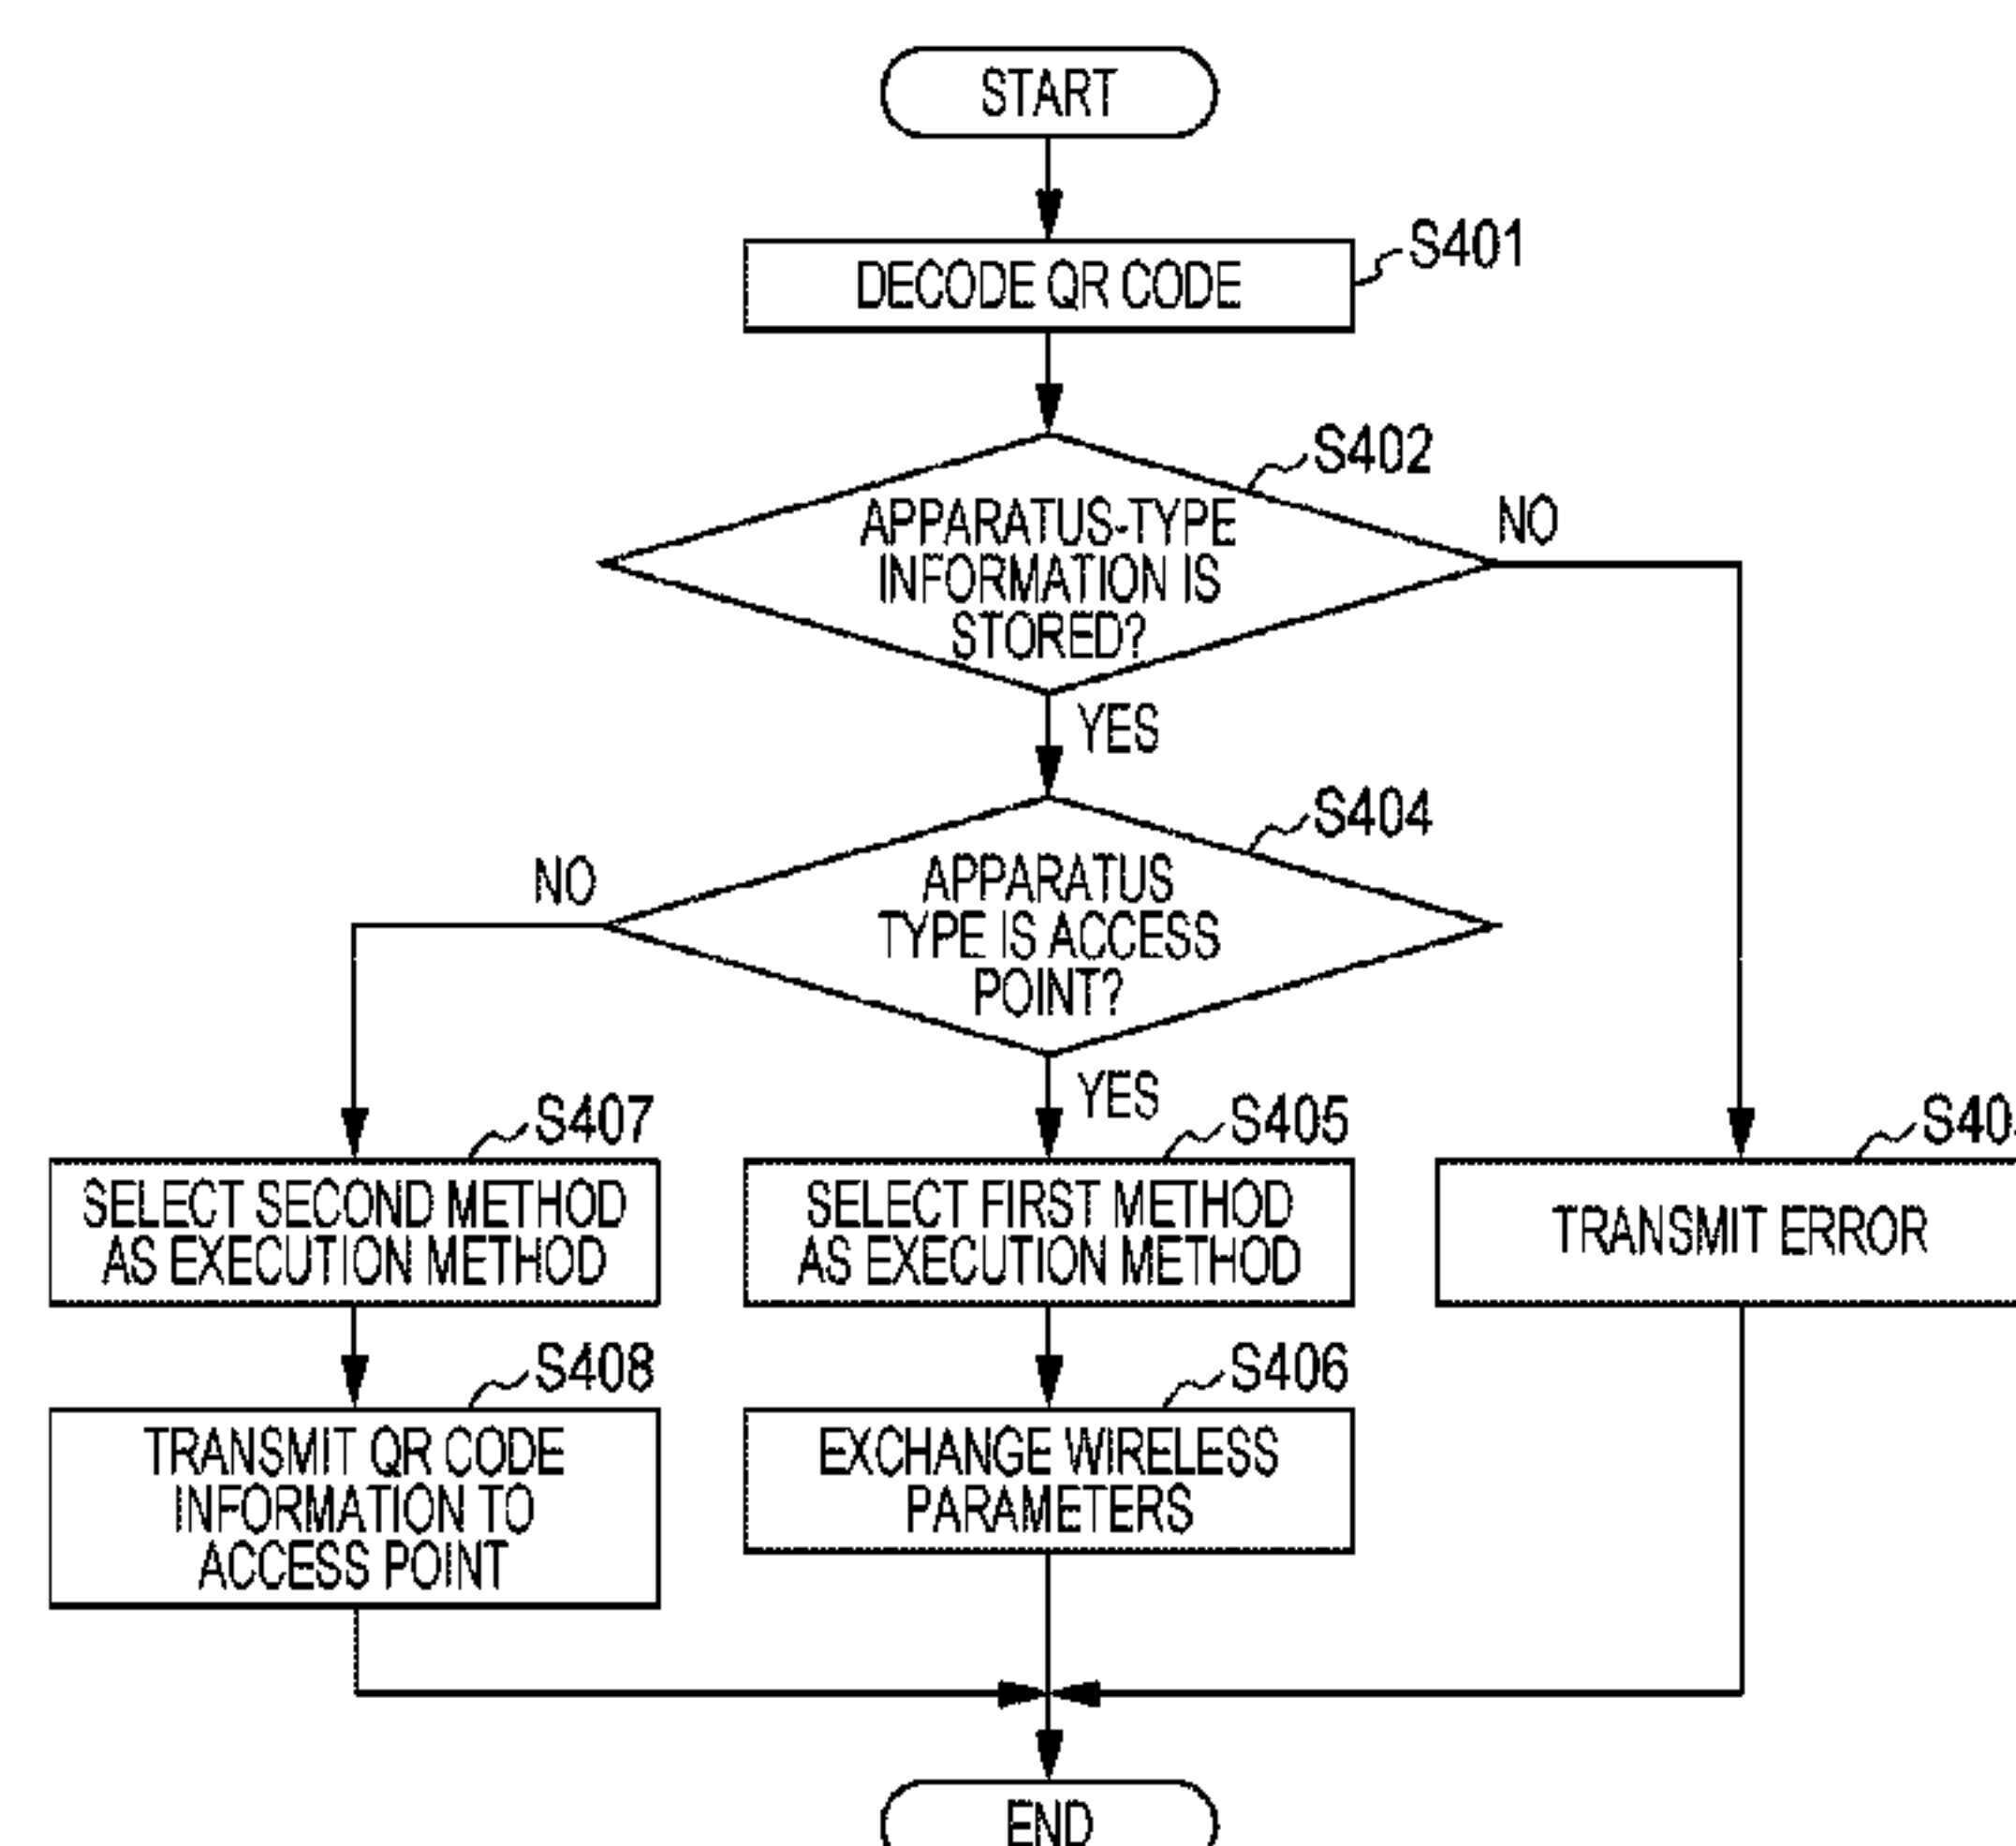 START
DECODE QR CODE
S401
S402
APPARATUS-TYPE
INFORMATION IS
STORED?
NO
YES
S404
APPARATUS
TYPE IS ACCESS
POINT?
NO
YES
S407
SELECT SECOND METHOD
AS EXECUTION METHOD
S405
SELECT FIRST METHOD
AS EXECUTION METHOD
TRANSMIT ERROR
S408
TRANSMIT QR CODE
INFORMATION TO
ACCESS POINT
S406
EXCHANGE WIRELESS
PARAMETERS
END